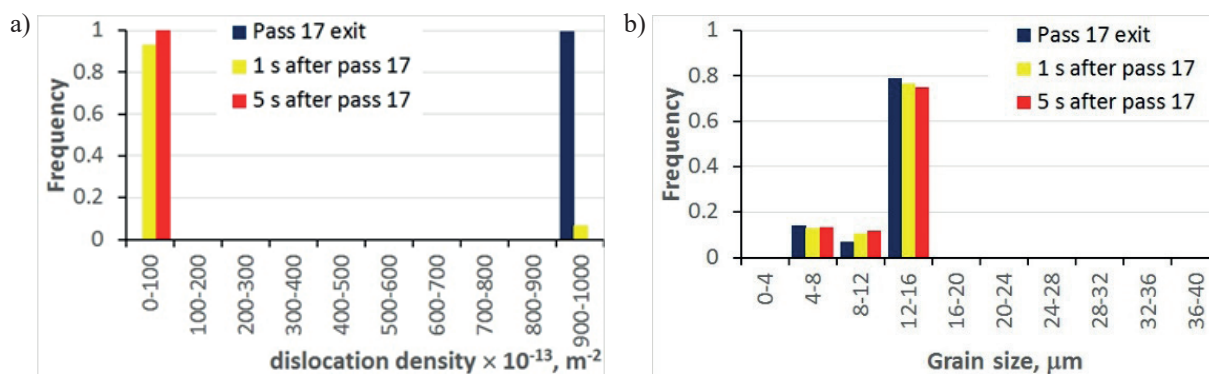 a)
Frequency
1
0.8
0.6
0.4
0.2
0
Pass 17 exit
1 s after pass 17
5 s after pass 17
0-100
100-200
200-300
300-400
400-500
500-600
600-700
700-800
800-900
900-1000
dislocation density × 10⁻¹³, m⁻²
b)
Frequency
1
0.8
0.6
0.4
0.2
0
Pass 17 exit
1 s after pass 17
5 s after pass 17
0-4
4-8
8-12
12-16
16-20
20-24
24-28
28-32
32-36
36-40
Grain size, μm